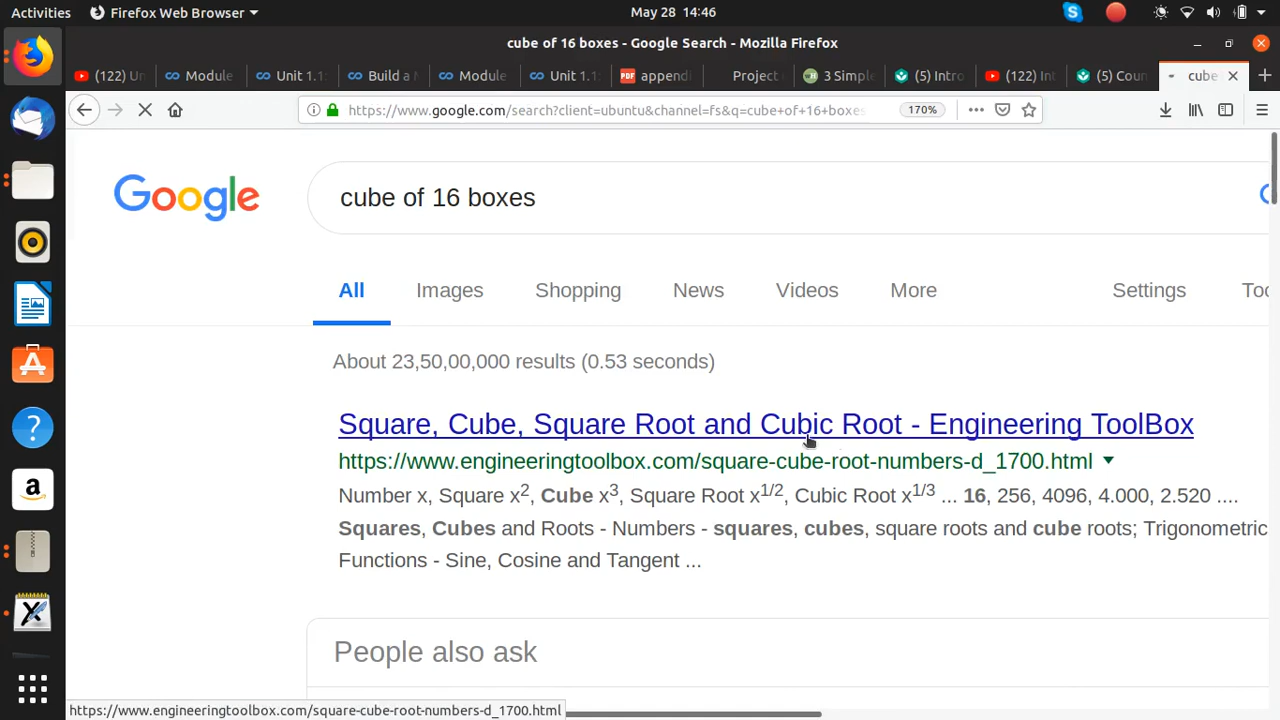 Activities
Firefox Web Browser
May 28 14:46
cube of 16 boxes - Google Search - Mozilla Firefox
(122) Un
Module
Unit 1.1
Build a
Module
Unit 1.1
PDF
append
Project
3 Simple
(5) Intro
(122) Int
(5) Cou
cube
https://www.google.com/search?client=ubuntu&channel=fs&q=cube+of+16+boxes
170%
Google
cube of 16 boxes
All
Images
Shopping
News
Videos
More
Settings
Too
About 23,50,00,000 results (0.53 seconds)
Square, Cube, Square Root and Cubic Root - Engineering ToolBox
https://www.engineeringtoolbox.com/square-cube-root-numbers-d_1700.html
Number x, Square x2, Cube x3, Square Root x1/2, Cubic Root x1/3 ... 16, 256, 4096, 4.000, 2.520 ....
Squares, Cubes and Roots - Numbers - squares, cubes, square roots and cube roots; Trigonometric
Functions - Sine, Cosine and Tangent ...
People also ask
https://www.engineeringtoolbox.com/square-cube-root-numbers-d_1700.html